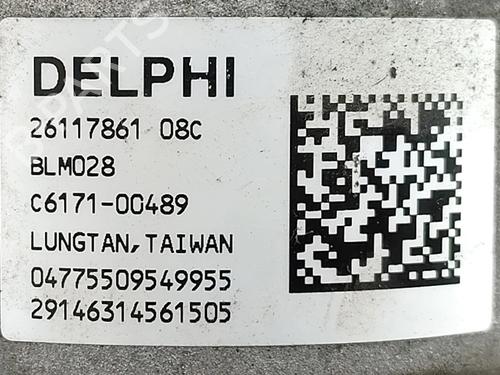 DELPHI
26117861 08C
BLM028
C6171-00489
LUNGTAN,TAIWAN
04775509549955
29146314561505